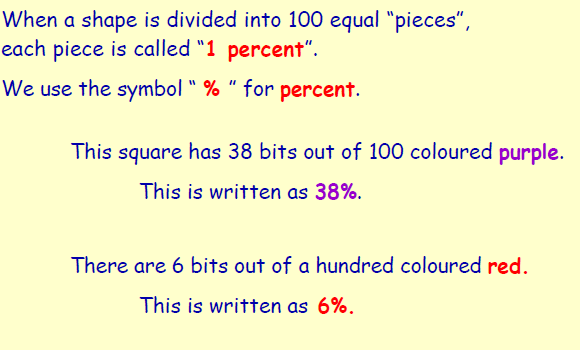 When a shape is divided into 100 equal “pieces”,
each piece is called “1 percent”.
We use the symbol “ % ” for percent.
This square has 38 bits out of 100 coloured purple.
This is written as 38%.
There are 6 bits out of a hundred coloured red.
This is written as 6%.